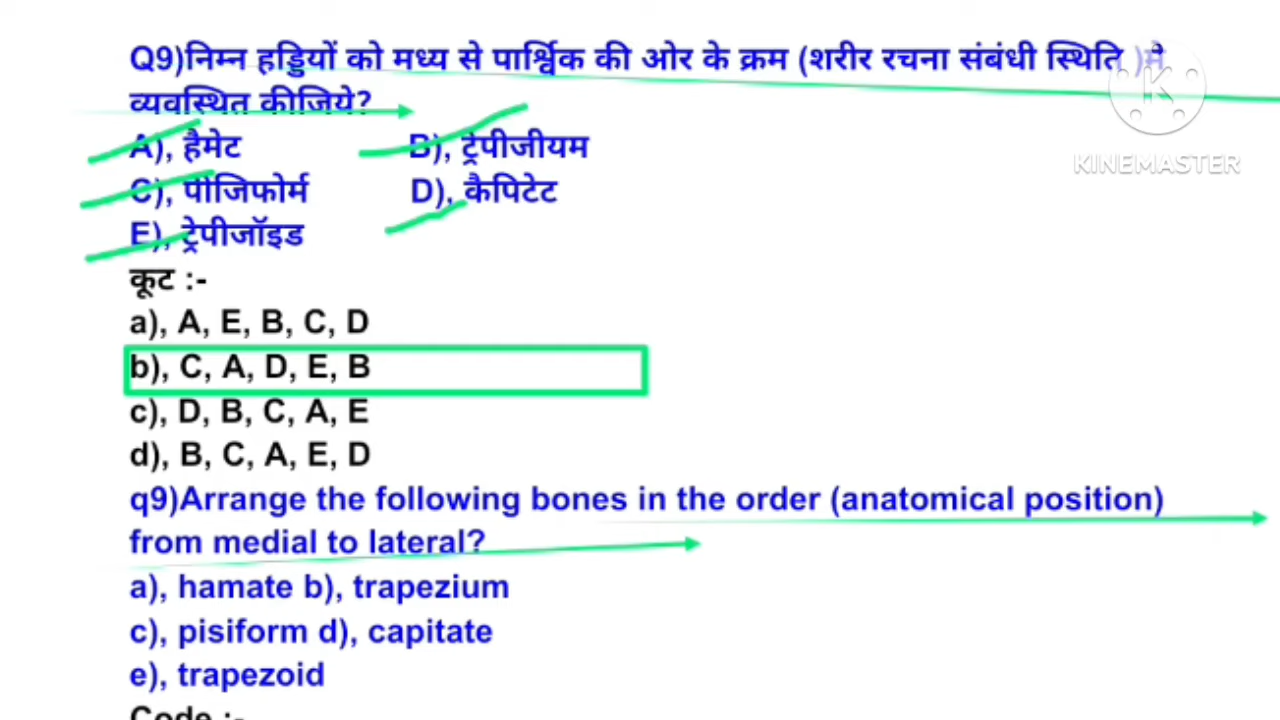 Q9)निम्न हड्डियों को मध्य से पार्श्विक की ओर के क्रम (शरीर रचना संबंधी स्थिति )मे
व्यवस्थित कीजिये?
A), हैमेट B), ट्रेपीजीयम
C), पीजिफोर्म D), कैपिटेट
E), ट्रेपीजॉइड
कूट :-
a), A, E, B, C, D
b), C, A, D, E, B
c), D, B, C, A, E
d), B, C, A, E, D
q9)Arrange the following bones in the order (anatomical position)
from medial to lateral?
a), hamate b), trapezium
c), pisiform d), capitate
e), trapezoid
Code :-
K
KINEMASTER